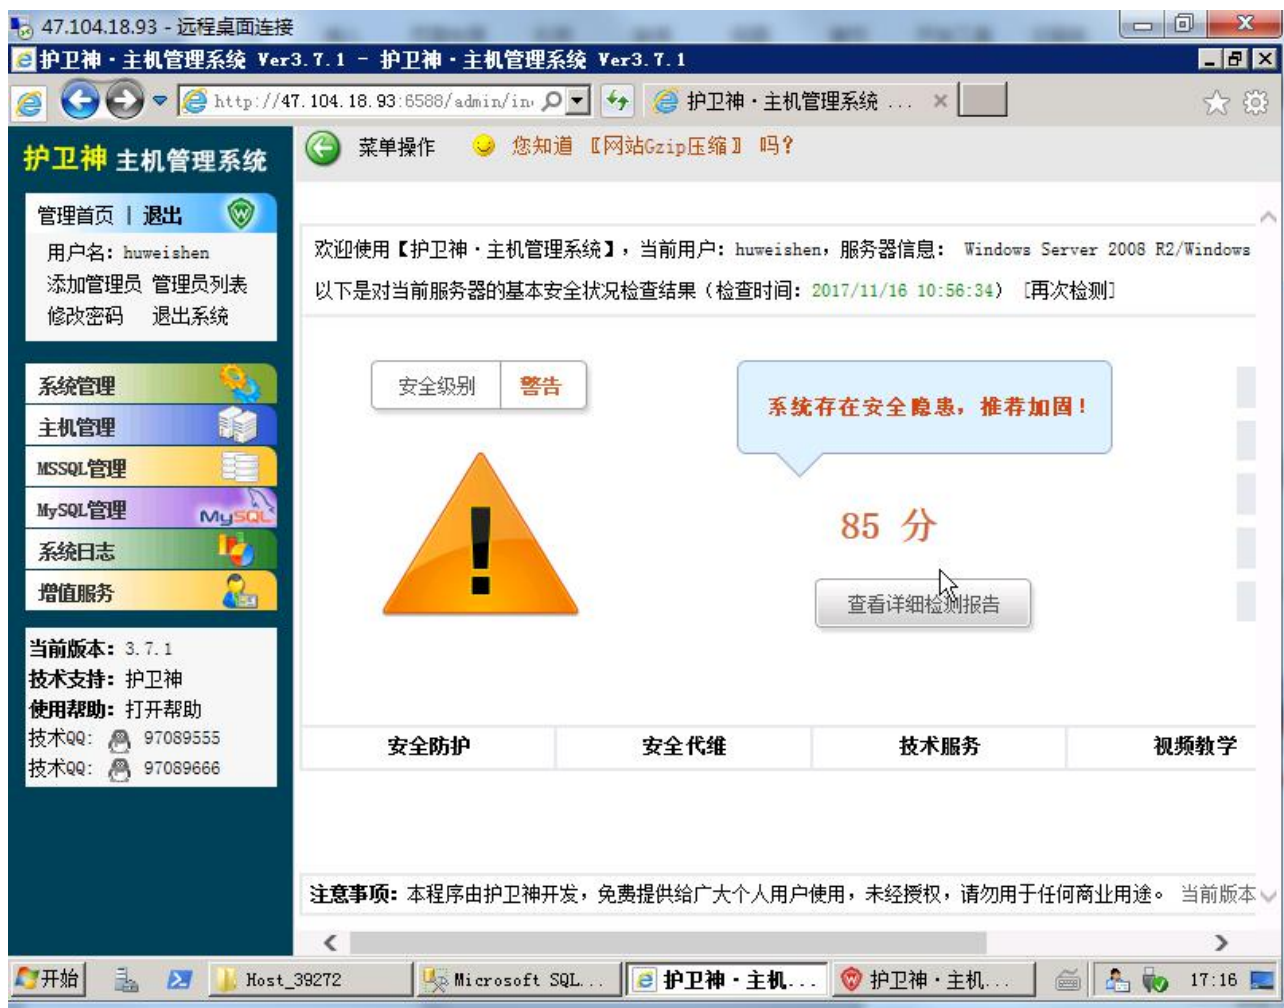 47.104.18.93 - 远程桌面连接
护卫神·主机管理系统 Ver3.7.1 - 护卫神·主机管理系统 Ver3.7.1
http://47.104.18.93:6588/admin/in
护卫神·主机管理系统 ...
护卫神 主机管理系统
菜单操作 您知道〖网站Gzip压缩〗吗?
管理首页 | 退出
用户名: huweishen
添加管理员 管理员列表
修改密码 退出系统
系统管理
主机管理
MSSQL管理
MySQL管理
MySQL
系统日志
增值服务
当前版本: 3.7.1
技术支持: 护卫神
使用帮助: 打开帮助
技术QQ: 97089555
技术QQ: 97089666
欢迎使用【护卫神·主机管理系统】,当前用户: huweishen,服务器信息: Windows Server 2008 R2/Windows
以下是对当前服务器的基本安全状况检查结果(检查时间: 2017/11/16 10:56:34) [再次检测]
安全级别 警告
系统存在安全隐患,推荐加固!
85 分
查看详细检测报告
安全防护 安全代维 技术服务 视频教学
注意事项: 本程序由护卫神开发,免费提供给广大个人用户使用,未经授权,请勿用于任何商业用途。 当前版本
开始 Host_39272 Microsoft SQL... 护卫神·主机... 护卫神·主机... 17:16